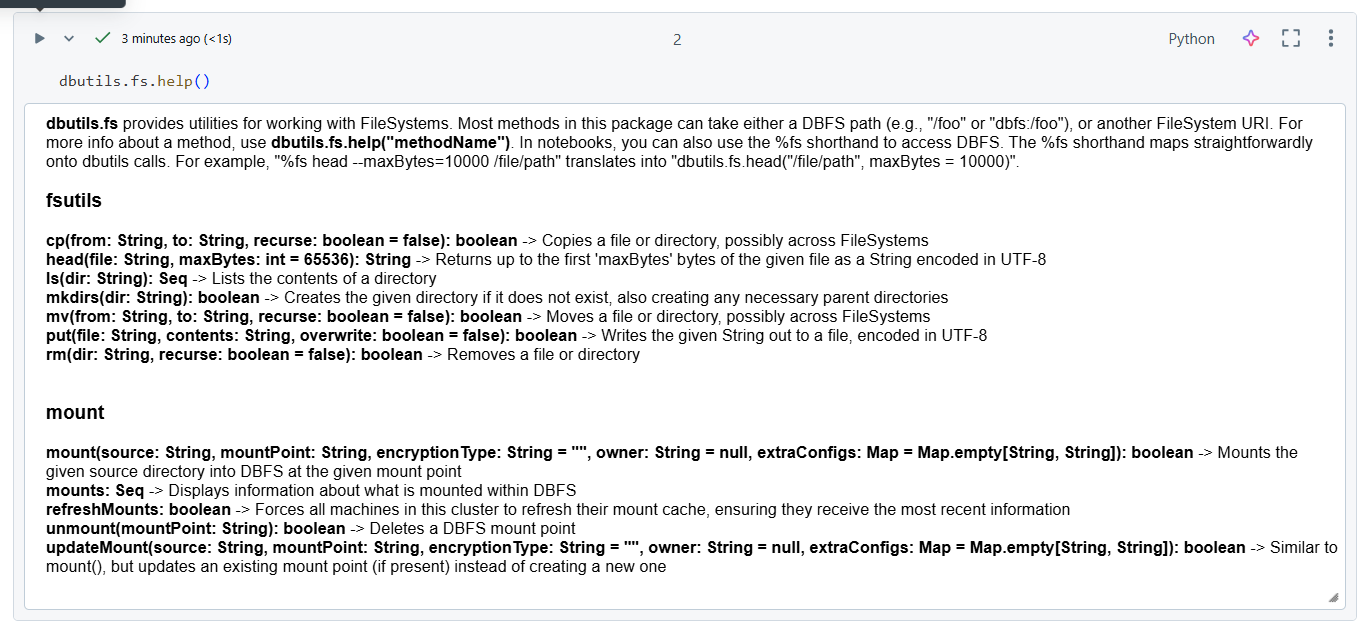 3 minutes ago (<1s)
2
Python
dbutils.fs.help()
dbutils.fs provides utilities for working with FileSystems. Most methods in this package can take either a DBFS path (e.g., "/foo" or "dbfs:/foo"), or another FileSystem URI. For
more info about a method, use dbutils.fs.help("methodName"). In notebooks, you can also use the %fs shorthand to access DBFS. The %fs shorthand maps straightforwardly
onto dbutils calls. For example, "%fs head --maxBytes=10000 /file/path" translates into "dbutils.fs.head("/file/path", maxBytes = 10000)".
fsutils
cp(from: String, to: String, recurse: boolean = false): boolean -> Copies a file or directory, possibly across FileSystems
head(file: String, maxBytes: int = 65536): String -> Returns up to the first 'maxBytes' bytes of the given file as a String encoded in UTF-8
ls(dir: String): Seq -> Lists the contents of a directory
mkdirs(dir: String): boolean -> Creates the given directory if it does not exist, also creating any necessary parent directories
mv(from: String, to: String, recurse: boolean = false): boolean -> Moves a file or directory, possibly across FileSystems
put(file: String, contents: String, overwrite: boolean = false): boolean -> Writes the given String out to a file, encoded in UTF-8
rm(dir: String, recurse: boolean = false): boolean -> Removes a file or directory
mount
mount(source: String, mountPoint: String, encryptionType: String = "", owner: String = null, extraConfigs: Map = Map.empty[String, String]): boolean -> Mounts the
given source directory into DBFS at the given mount point
mounts: Seq -> Displays information about what is mounted within DBFS
refreshMounts: boolean -> Forces all machines in this cluster to refresh their mount cache, ensuring they receive the most recent information
unmount(mountPoint: String): boolean -> Deletes a DBFS mount point
updateMount(source: String, mountPoint: String, encryptionType: String = "", owner: String = null, extraConfigs: Map = Map.empty[String, String]): boolean -> Similar to
mount(), but updates an existing mount point (if present) instead of creating a new one